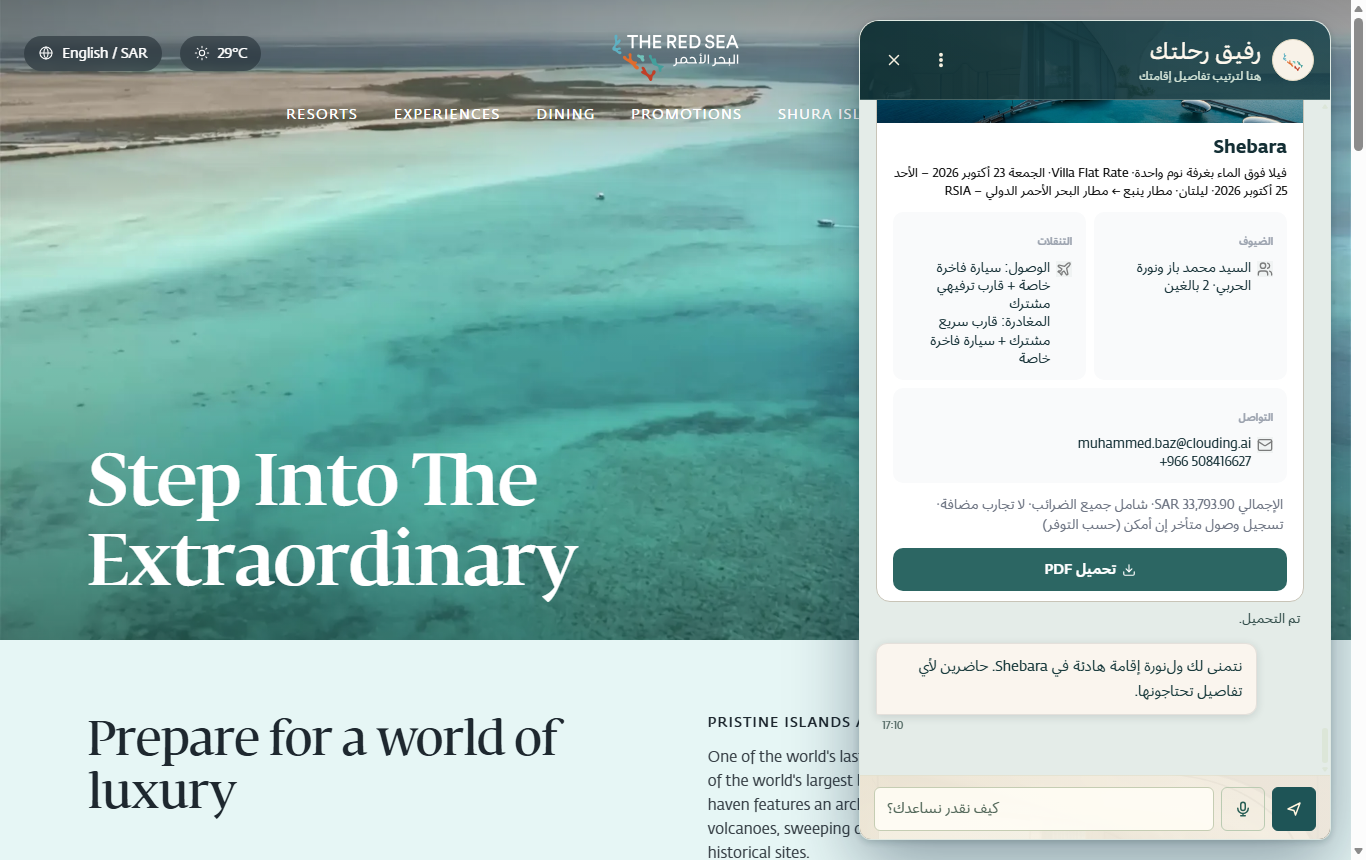 English / SAR
29°C
THE RED SEA
البحر الأحمر
RESORTS
EXPERIENCES
DINING
PROMOTIONS
SHURA ISL
Step Into The
Extraordinary
Prepare for a world of
luxury
PRISTINE ISLANDS
One of the world's las
of the world's largest
haven features an arc
volcanoes, sweeping
historical sites.
رفيق رحلتك
هنا لترتيب تفاصيل إقامتك
Shebara
فيلا فوق الماء بغرفة نوم واحدة· Villa Flat Rate· الجمعة 23 أكتوبر 2026 – الأحد
25 أكتوبر 2026· ليلتان· مطار ينبع ← مطار البحر الأحمر الدولي – RSIA
الضيوف
السيد محمد باز ونورة
الحربي· 2 بالغين
التنقلات
الوصول: سيارة فاخرة
خاصة + قارب ترفيهي
مشترك
المغادرة: قارب سريع
مشترك + سيارة فاخرة
خاصة
التواصل
muhammed.baz@clouding.ai
+966 508416627
الإجمالي SAR 33,793.90· شامل جميع الضرائب· لا تجارب مضافة·
تسجيل وصول متأخر إن أمكن (حسب التوفر)
تحميل PDF
تم التحميل.
نتمنى لك ولنورة إقامة هادئة في Shebara. حاضرين لأي
تفاصيل تحتاجونها.
17:10
كيف نقدر نساعدك؟